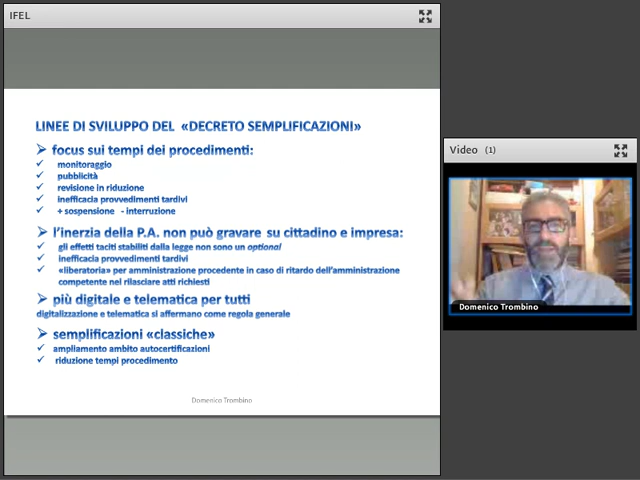 IFEL
LINEE DI SVILUPPO DEL «DECRETO SEMPLIFICAZIONI»
focus sui tempi dei procedimenti:
monitoraggio
pubblicità
revisione in riduzione
inefficacia provvedimenti tardivi
+ sospensione - interruzione
l'inerzia della P.A. non può gravare su cittadino e impresa:
gli effetti taciti stabiliti dalla legge non sono un optional
inefficacia provvedimenti tardivi
«liberatoria» per amministrazione procedente in caso di ritardo dell'amministrazione
competente nel rilasciare atti richiesti
più digitale e telematica per tutti
digitalizzazione e telematica si affermano come regola generale
semplificazioni «classiche»
ampliamento ambito autocertificazioni
riduzione tempi procedimento
Domenico Trombino
Video (1)
Domenico Trombino